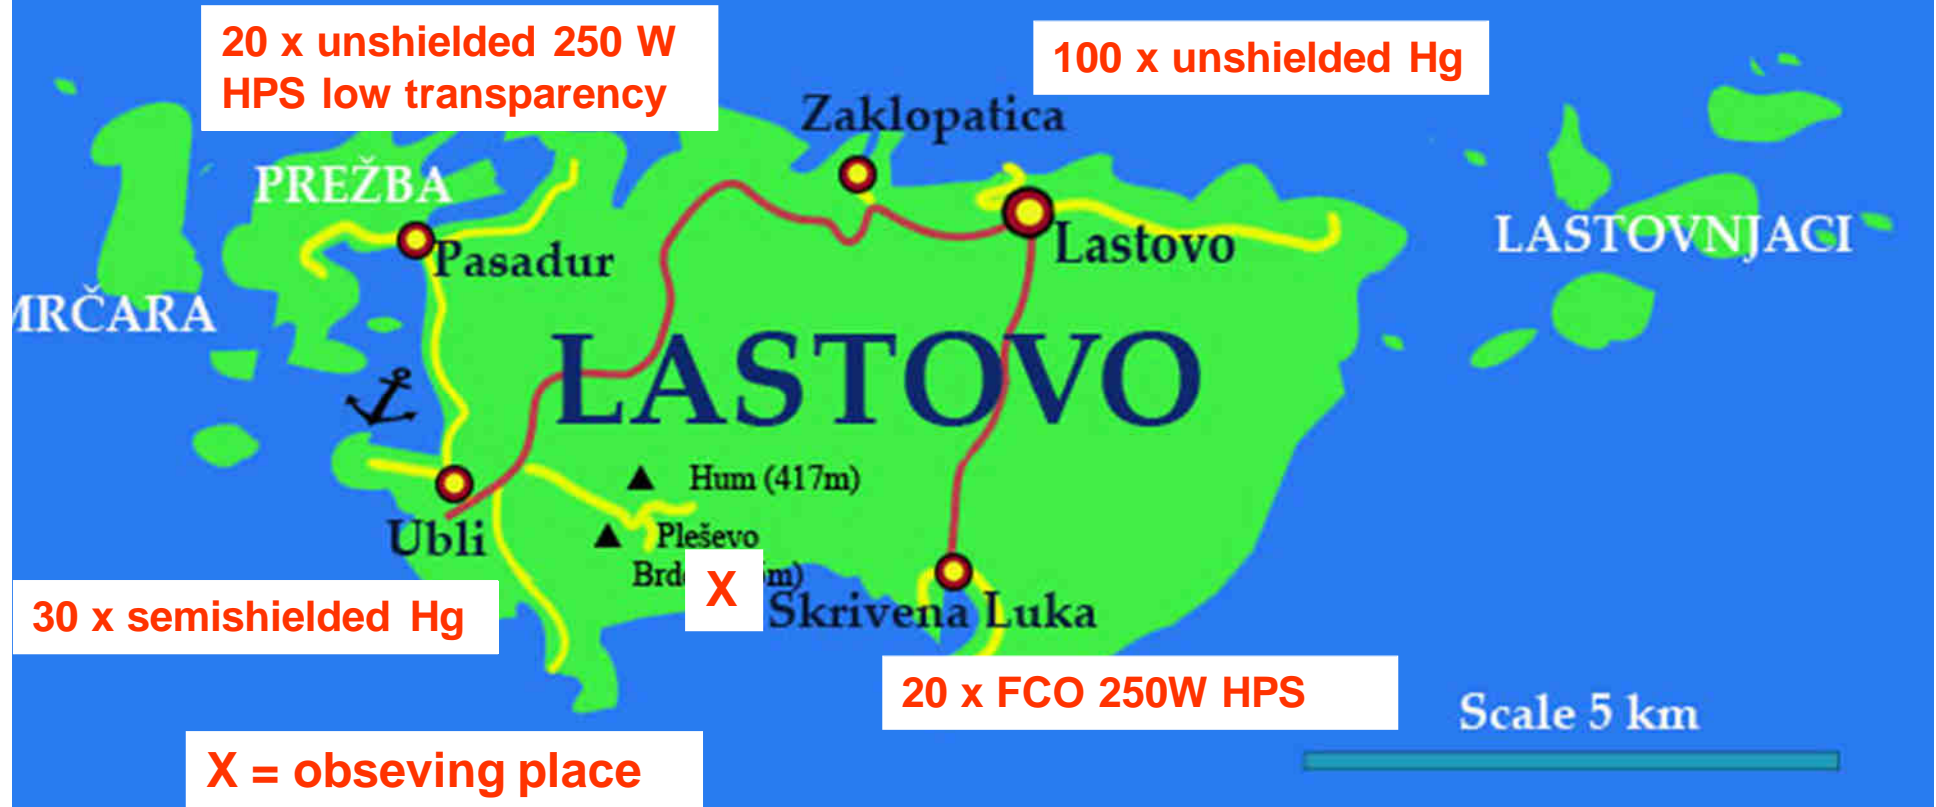 20 x unshielded 250 W
HPS low transparency
100 x unshielded Hg
Zaklopatica
PREŽBA
Pasadur
Lastovo
LASTOVNJACI
MRČARA
LASTOVO
Hum (417m)
Ubli
Pleševo
m)
X
Skrivena Luka
30 x semishielded Hg
20 x FCO 250W HPS
Scale 5 km
X = obseving place